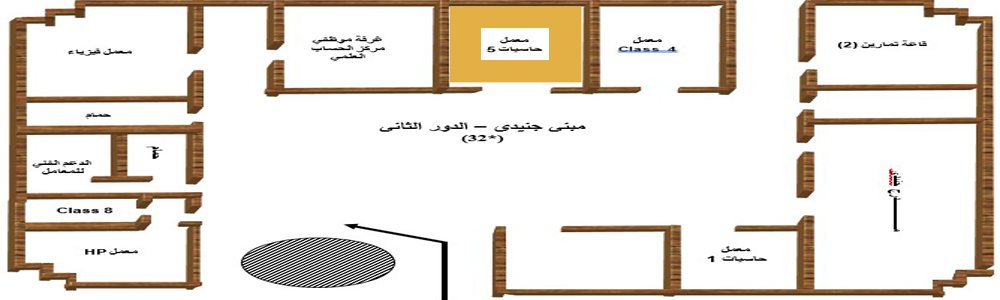 معمل فيزياء
غرفة موظفي
مركز الحساب
العلمي
معمل
حاسبات 5
معمل
Class 4
قاعة تمارين (2)
حمام
مبنى جنيدى – الدور الثانى
(32*)
الدعم الفني
للمعامل
Class 8
معمل HP
معمل
حاسبات 1